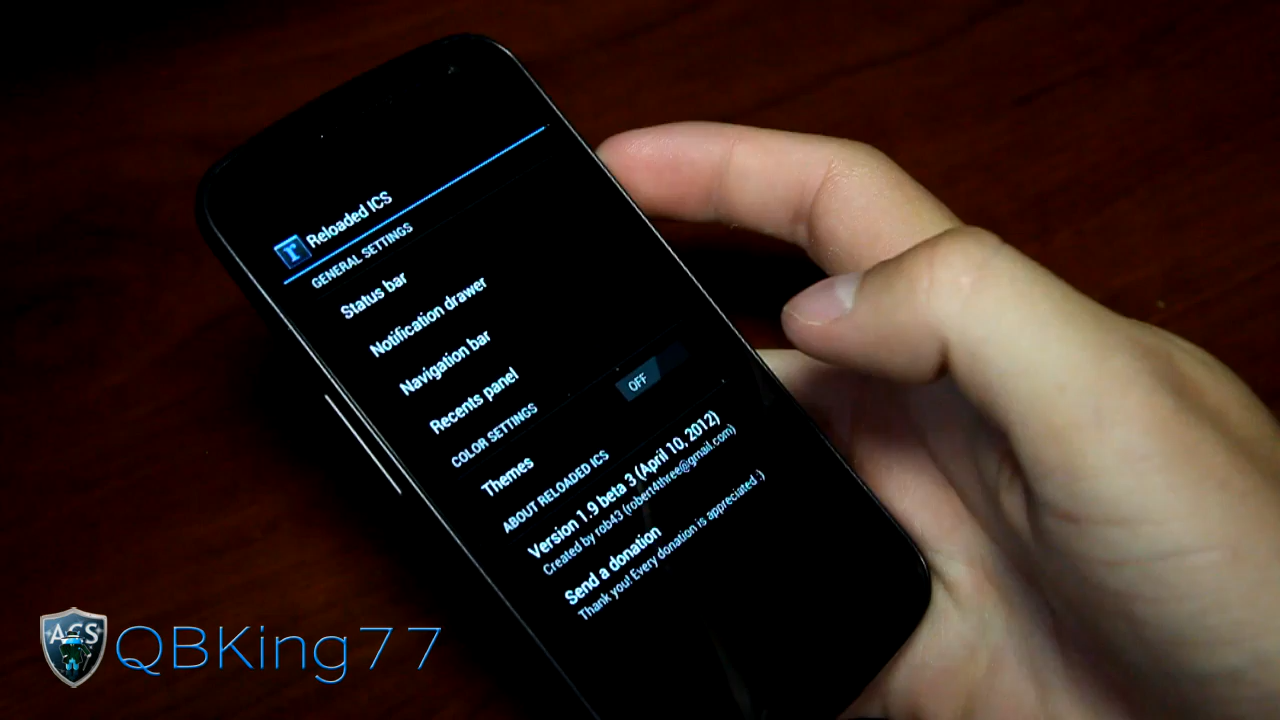 Reloaded ICS
GENERAL SETTINGS
Status bar
Notification drawer
Navigation bar
Recents panel
OFF
COLOR SETTINGS
Themes
ABOUT RELOADED ICS
Version 1.9 beta 3 (April 10, 2012)
Created by rob43 (robert4three@gmail.com)
Send a donation
Thank you! Every donation is appreciated :)
ACS
QBKing77